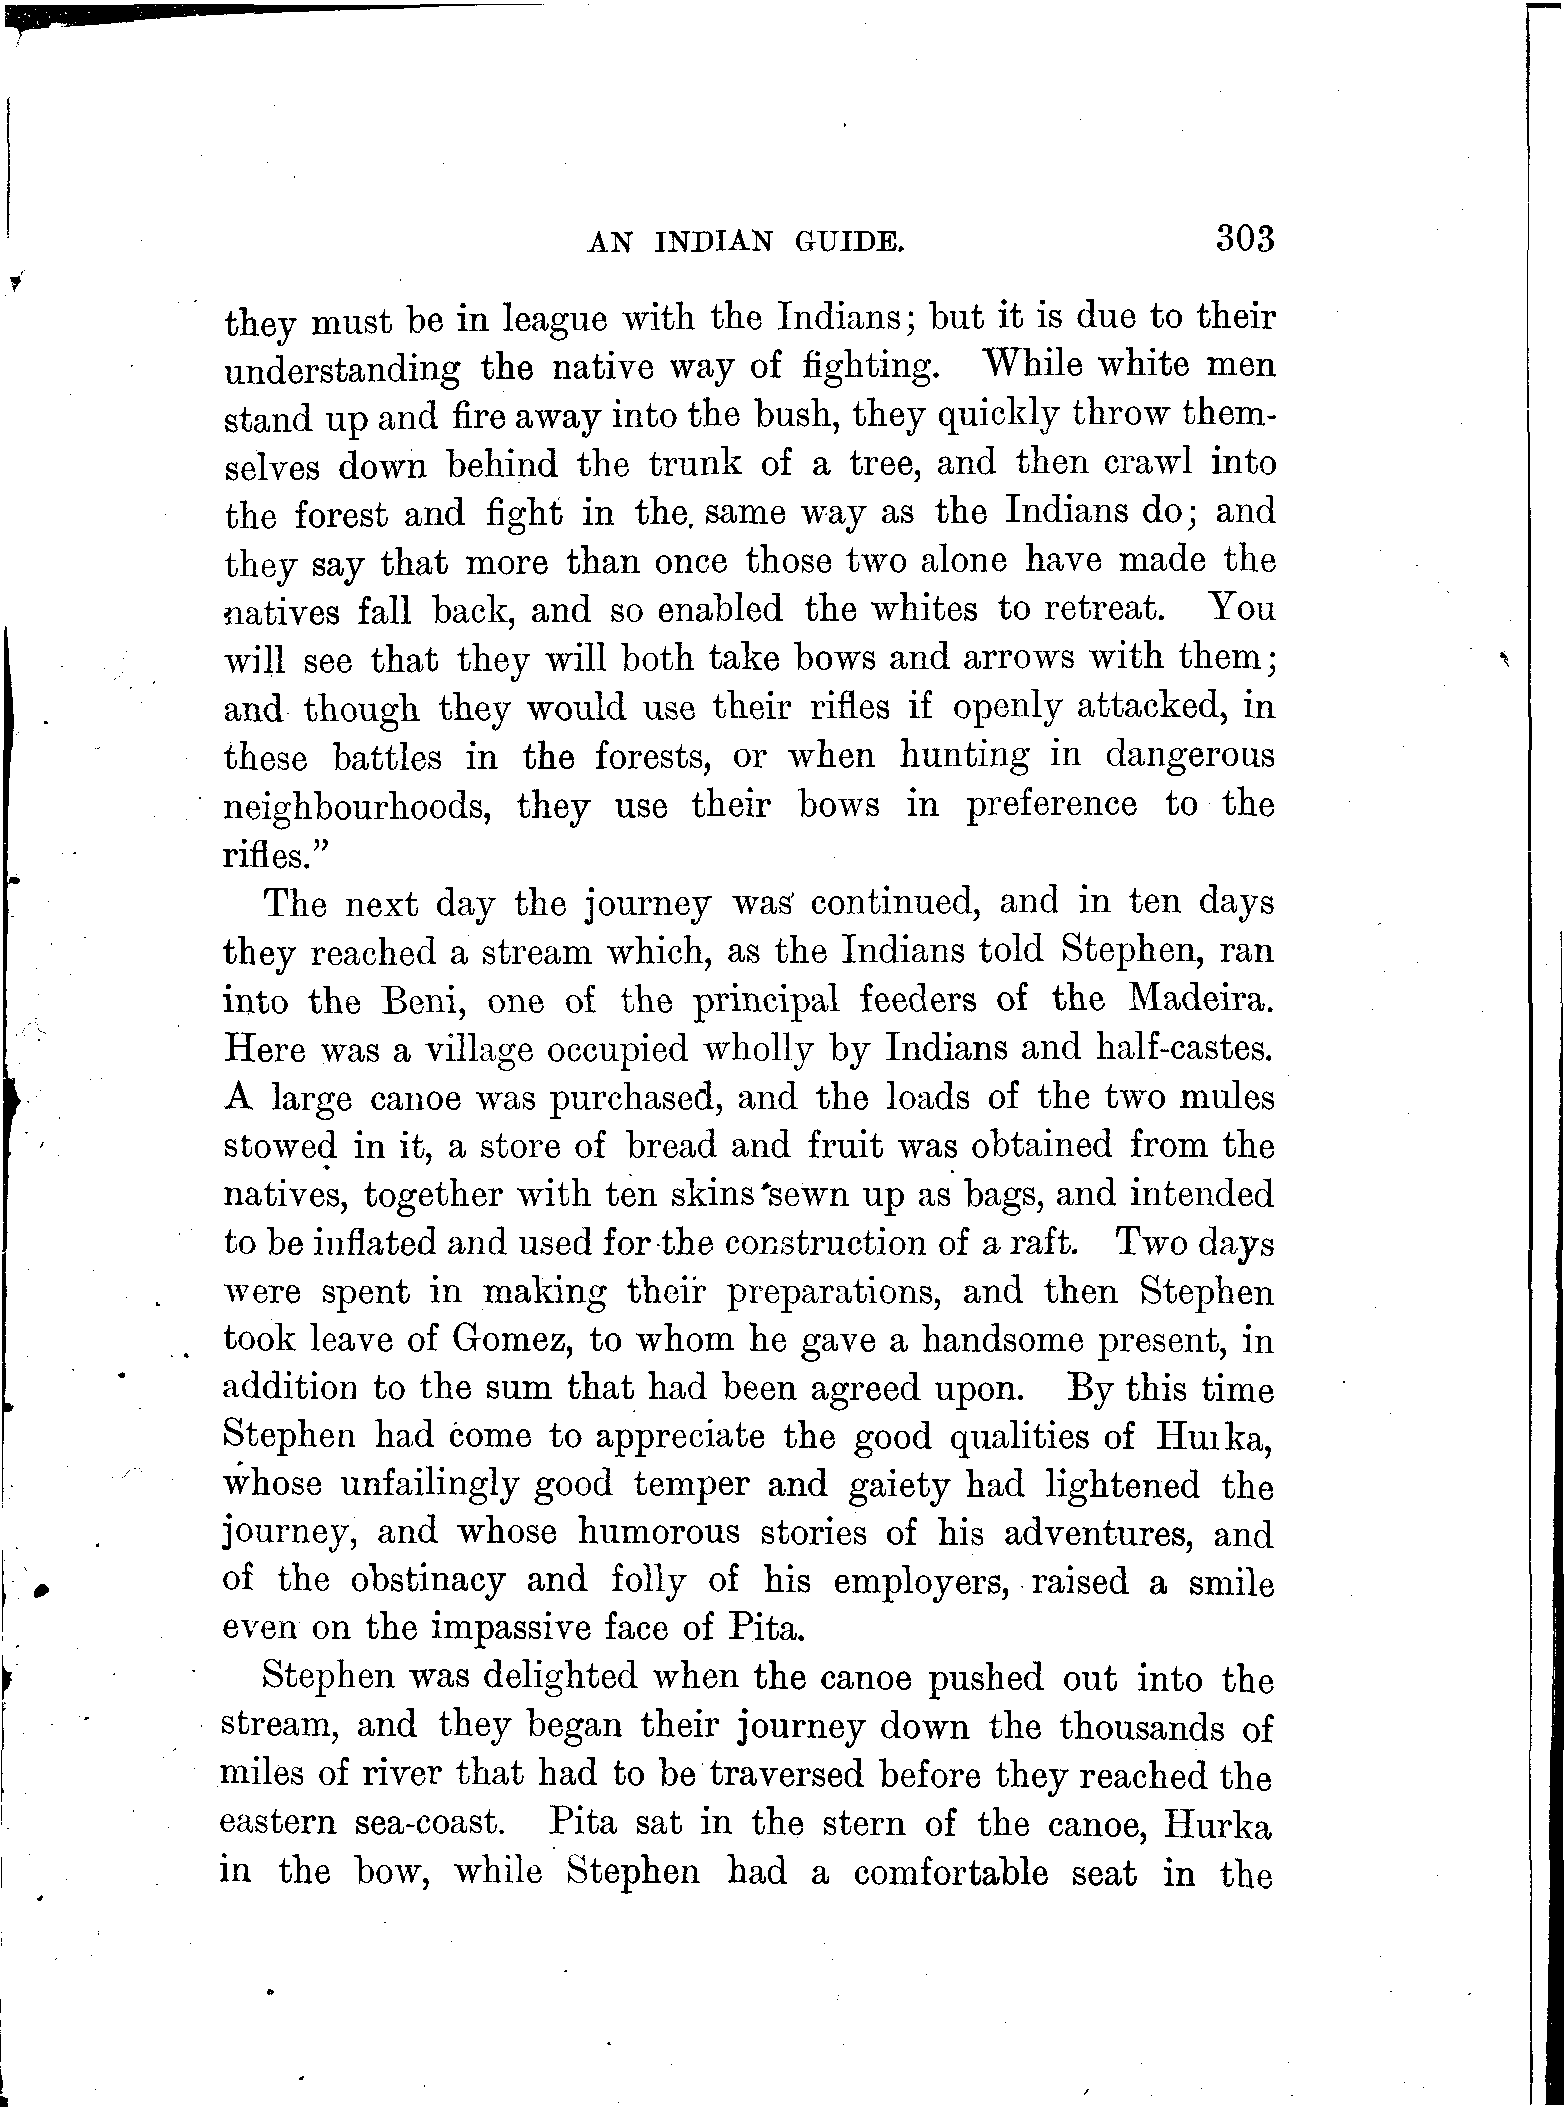 AN INDIAN GUIDE. 303
they must be in league with the Indians; but it is due to their
understanding the native way of fighting. While white men
stand up and fire away into the bush, they quickly throw them-
selves down behind the trunk of a tree, and then crawl into
the forest and fight in the same way as the Indians do; and
they say that more than once those two alone have made the
natives fall back, and so enabled the whites to retreat. You
will see that they will both take bows and arrows with them;
and though they would use their rifles if openly attacked, in
these battles in the forests, or when hunting in dangerous
neighbourhoods, they use their bows in preference to the
rifles."
The next day the journey was continued, and in ten days
they reached a stream which, as the Indians told Stephen, ran
into the Beni, one of the principal feeders of the Madeira.
Here was a village occupied wholly by Indians and half-castes.
A large canoe was purchased, and the loads of the two mules
stowed in it, a store of bread and fruit was obtained from the
natives, together with ten skins sewn up as bags, and intended
to be inflated and used for the construction of a raft. Two days
were spent in making their preparations, and then Stephen
took leave of Gomez, to whom he gave a handsome present, in
addition to the sum that had been agreed upon. By this time
Stephen had come to appreciate the good qualities of Hurka,
whose unfailingly good temper and gaiety had lightened the
journey, and whose humorous stories of his adventures, and
of the obstinacy and folly of his employers, raised a smile
even on the impassive face of Pita.
Stephen was delighted when the canoe pushed out into the
stream, and they began their journey down the thousands of
miles of river that had to be traversed before they reached the
eastern sea-coast. Pita sat in the stern of the canoe, Hurka
in the bow, while Stephen had a comfortable seat in the